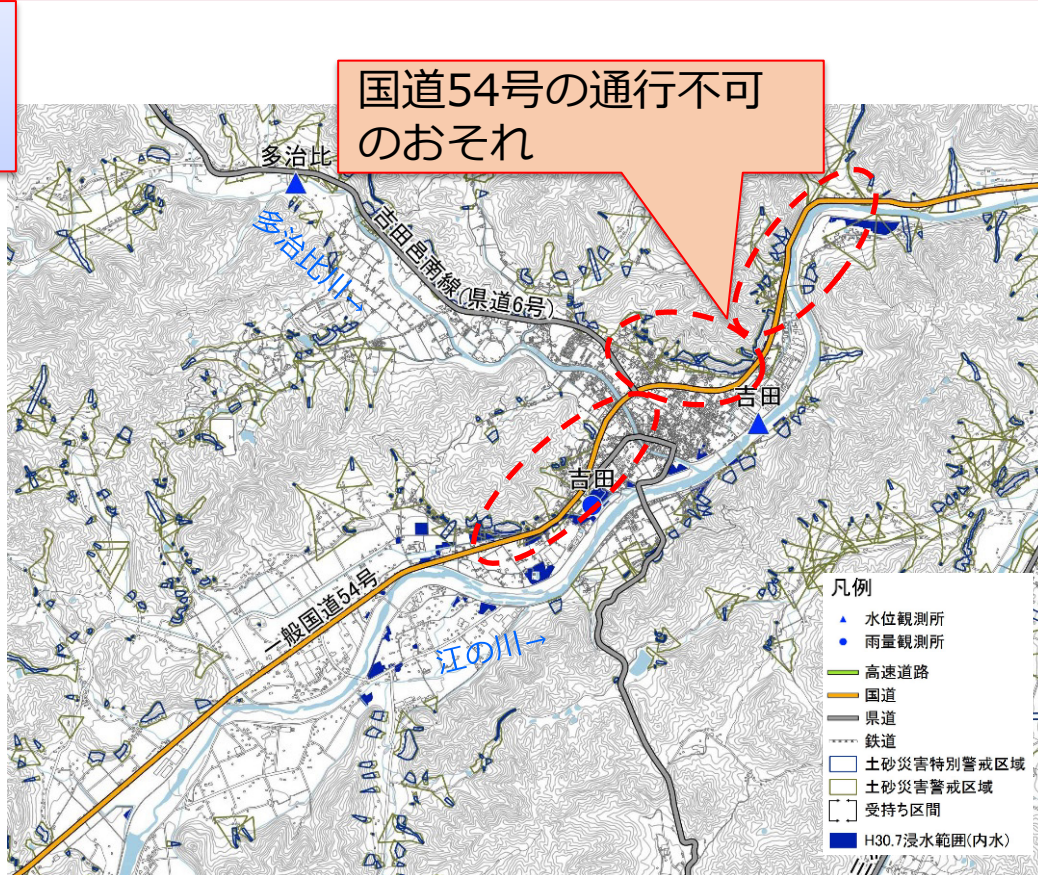 国道54号の通行不可
のおそれ
多治比
多治比川→
吉田邑南線(県道6号)
吉田
吉田
一般国道54号
江の川→
凡例
水位観測所
雨量観測所
高速道路
国道
県道
鉄道
土砂災害特別警戒区域
土砂災害警戒区域
受持ち区間
H30.7浸水範囲(内水)